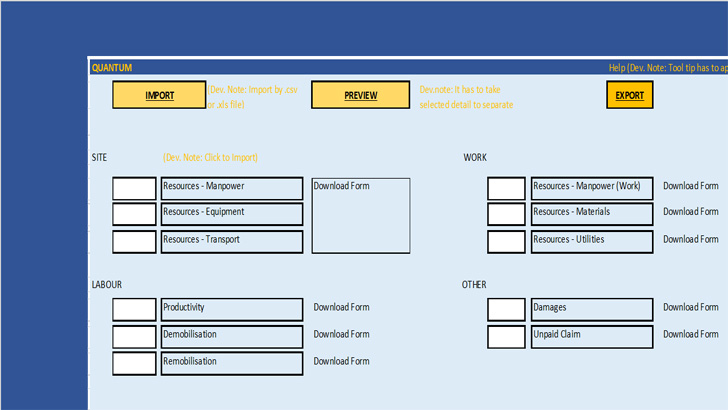 QUANTUM
Help (Dev. Note: Tool tip has to ap
IMPORT
(Dev. Note: Import by .csv
or .xls file)
PREVIEW
Dev.note: it has to take
selected detail to separate
EXPORT
SITE
(Dev. Note: Click to Import)
WORK
Resources - Manpower
Download Form
Resources - Manpower (Work)
Download Form
Resources - Equipment
Resources - Materials
Download Form
Resources - Transport
Resources - Utilities
Download Form
LABOUR
OTHER
Productivity
Download Form
Damages
Download Form
Demobilisation
Download Form
Unpaid Claim
Download Form
Remobilisation
Download Form